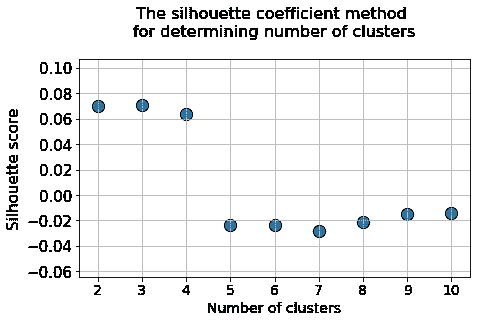 The silhouette coefficient method
for determining number of clusters
0.10
0.08
0.06
0.04
0.02
0.00
−0.02
−0.04
−0.06
Silhouette score
2 3 4 5 6 7 8 9 10
Number of clusters